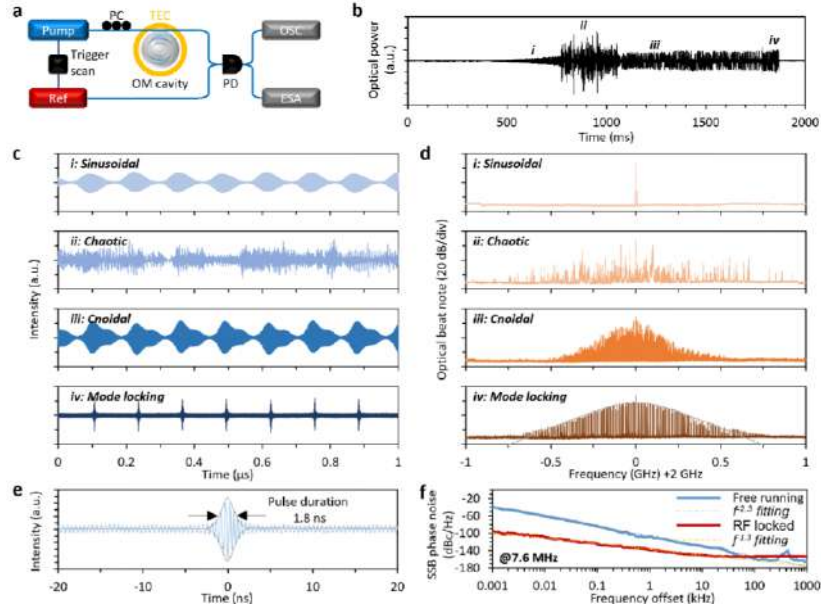 a
PC
TEC
Pump
OSC
Trigger
scan
OM cavity
PD
Ref
ESA
b
Optical power
(a.u.)
i
ii
iii
iv
0
500
1000
1500
2000
Time (ms)
c
i: Sinusoidal
ii: Chaotic
iii: Cnoidal
iv: Mode locking
Intensity (a.u.)
0
0.2
0.4
0.6
0.8
1
Time (µs)
d
i: Sinusoidal
ii: Chaotic
iii: Cnoidal
iv: Mode locking
Optical beat note (20 dB/div)
-1
-0.5
0
0.5
1
Frequency (GHz) +2 GHz
e
Intensity (a.u.)
Pulse duration
1.8 ns
-20
-10
0
10
20
Time (ns)
f
SSB phase noise
(dBc/Hz)
-20
-60
-100
-140
-180
Free running
f-2.3 fitting
RF locked
f-1.3 fitting
@7.6 MHz
0.001
0.01
0.1
1
10
100
1000
Frequency offset (kHz)